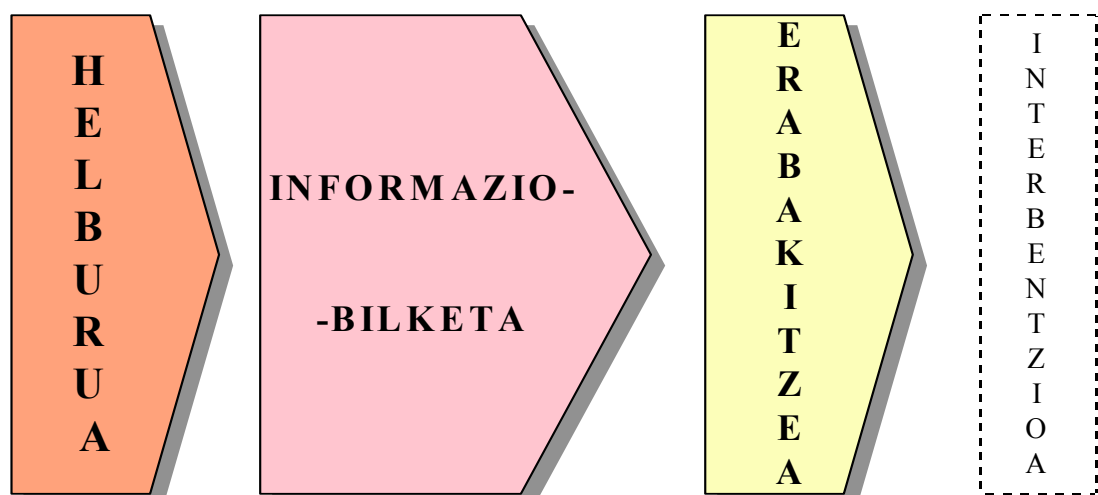 HELBURUA
INFORMAZIO-
-BILKETA
ERABAKITZEA
INTERBENTZIOA